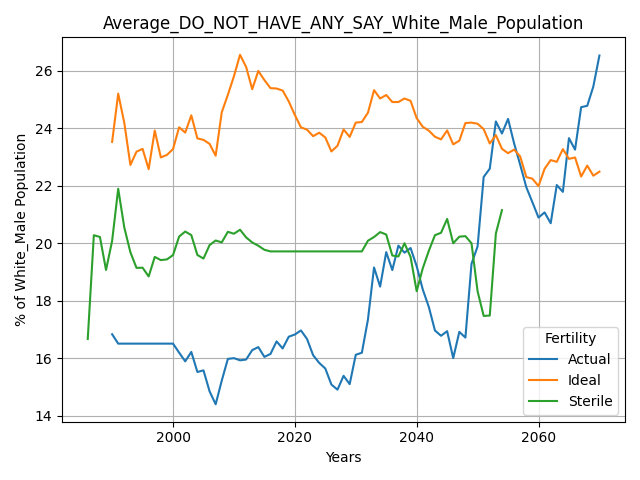 Average_DO_NOT_HAVE_ANY_SAY_White_Male_Population
% of White_Male Population
26
24
22
20
18
16
14
2000
2020
2040
2060
Years
Fertility
Actual
Ideal
Sterile